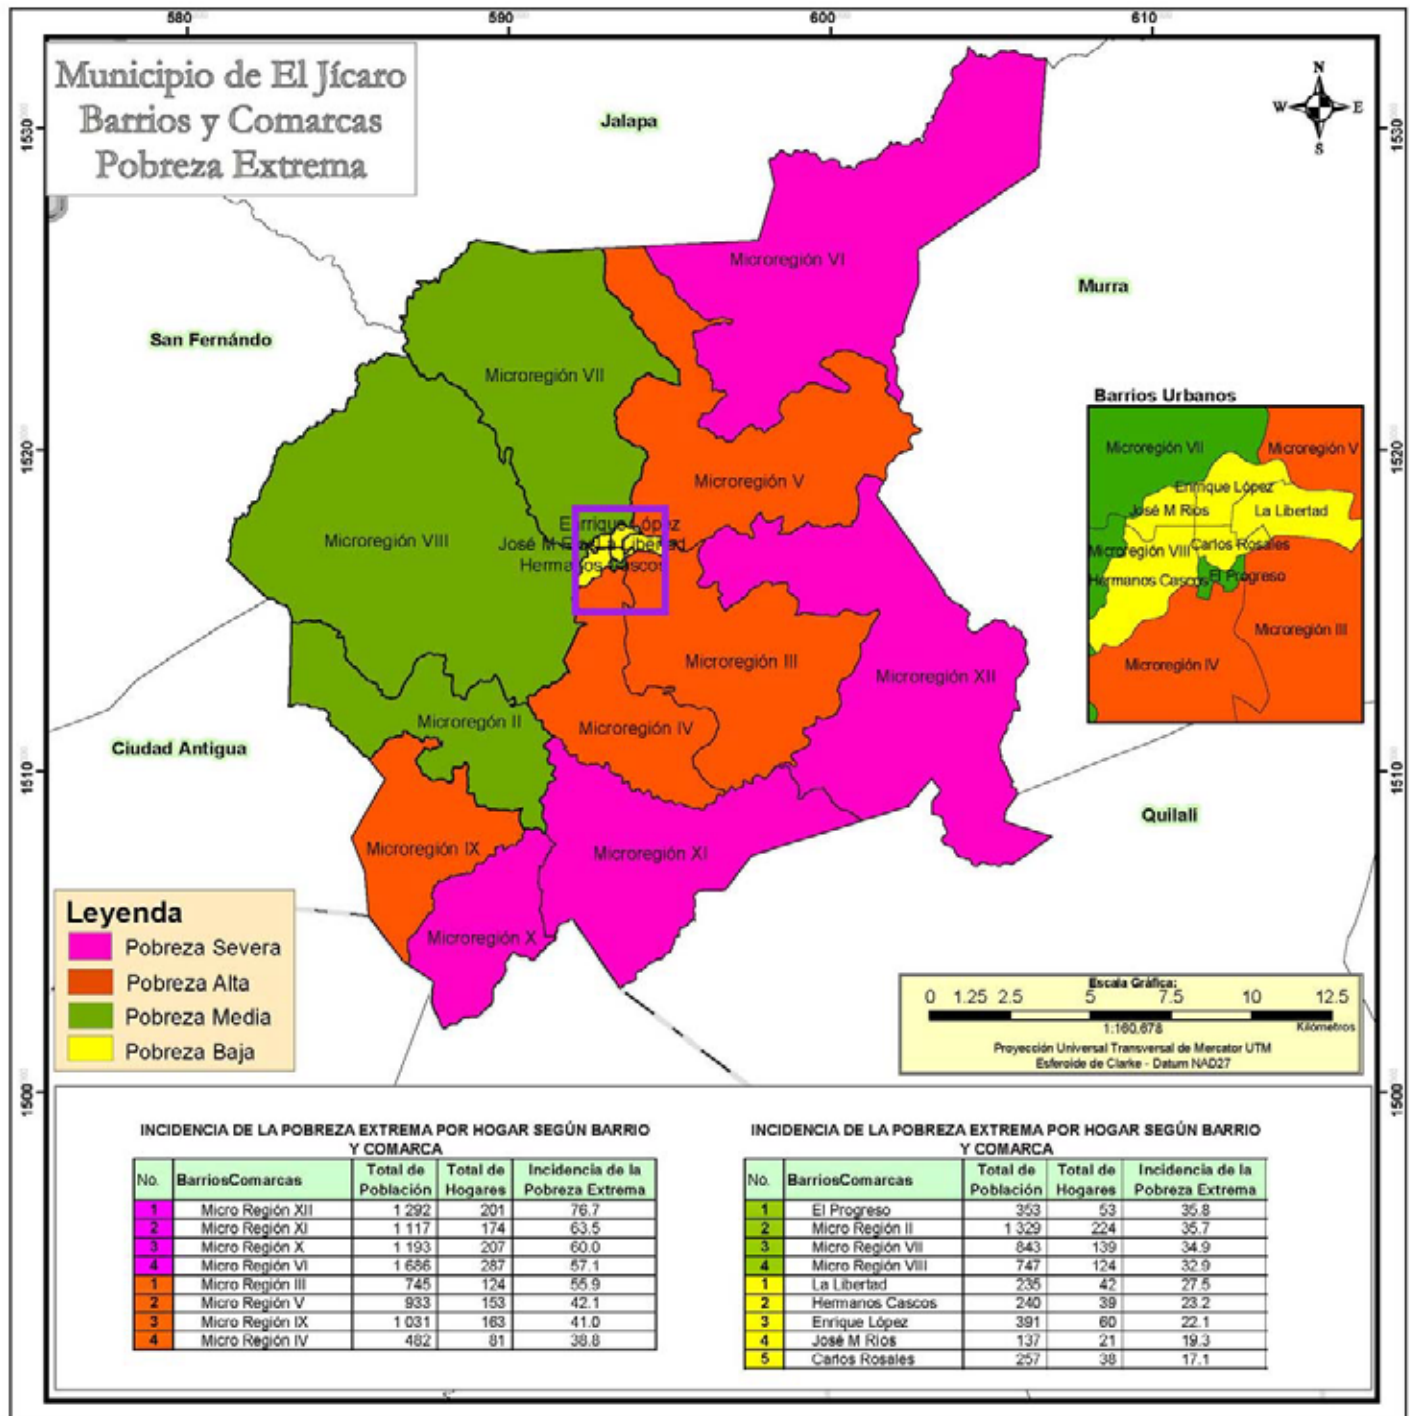 580 590 600 610
Municipio de El Jícaro
Barrios y Comarcas
Pobreza Extrema
N
W E
S
1530 1530
Jalapa
Microregión VI
Murra
San Fernándo
Microregión VII
Barrios Urbanos
Microregión VII
Microregión V
Enrique López
José M Rios
La Libertad
Microregión VIII
Carlos Rosales
Hermanos Cascos
El Progreso
Microregión III
Microregión IV
1520 1520
Microregión V
Enrique López
José M Rios La Libertad
Hermanos Cascos
Microregión VIII
Microregión III
Microregión XII
Microregón II
Microregión IV
Ciudad Antigua
1510 1510
Quilalí
Microregión IX
Microregión XI
Microregión X
Leyenda
Pobreza Severa
Pobreza Alta
Pobreza Media
Pobreza Baja
Escala Gráfica:
0 1.25 2.5 5 7.5 10 12.5
1:160,678 Kilómetros
Proyección Universal Transversal de Mercator UTM
Esferoide de Clarke - Datum NAD27
1500 1500
INCIDENCIA DE LA POBREZA EXTREMA POR HOGAR SEGÚN BARRIO
Y COMARCA
No. BarriosComarcas Total de Población Total de Hogares Incidencia de la Pobreza Extrema
1 Micro Región XII 1 292 201 76.7
2 Micro Región XI 1 117 174 63.5
3 Micro Región X 1 193 207 60.0
4 Micro Región VI 1 686 287 57.1
1 Micro Región III 745 124 55.9
2 Micro Región V 933 153 42.1
3 Micro Región IX 1 031 163 41.0
4 Micro Región IV 482 81 38.8
INCIDENCIA DE LA POBREZA EXTREMA POR HOGAR SEGÚN BARRIO
Y COMARCA
No. BarriosComarcas Total de Población Total de Hogares Incidencia de la Pobreza Extrema
1 El Progreso 353 53 35.8
2 Micro Región II 1 329 224 35.7
3 Micro Región VII 843 139 34.9
4 Micro Región VIII 747 124 32.9
1 La Libertad 235 42 27.5
2 Hermanos Cascos 240 39 23.2
3 Enrique López 391 60 22.1
4 José M Rios 137 21 19.3
5 Carlos Rosales 257 38 17.1